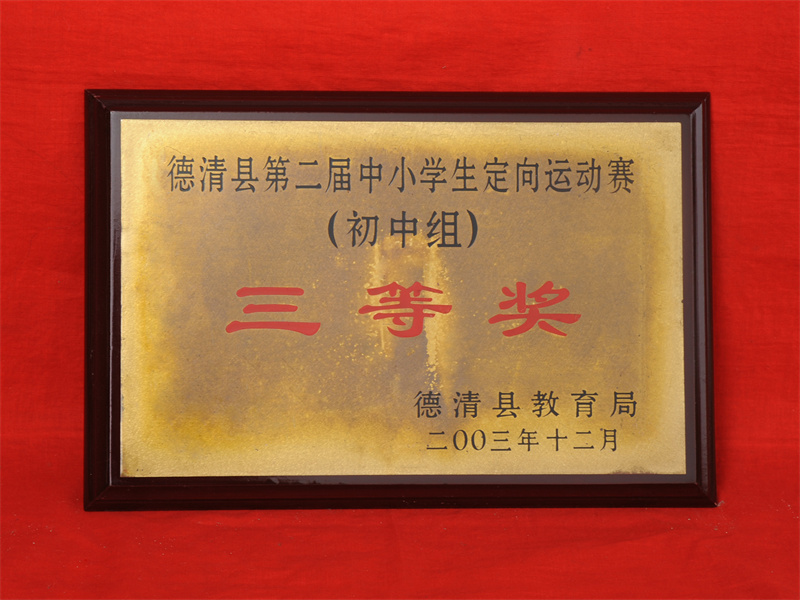 德清县第二届中小学生定向运动赛
(初中组)
三等奖
德清县教育局
二00三年十二月